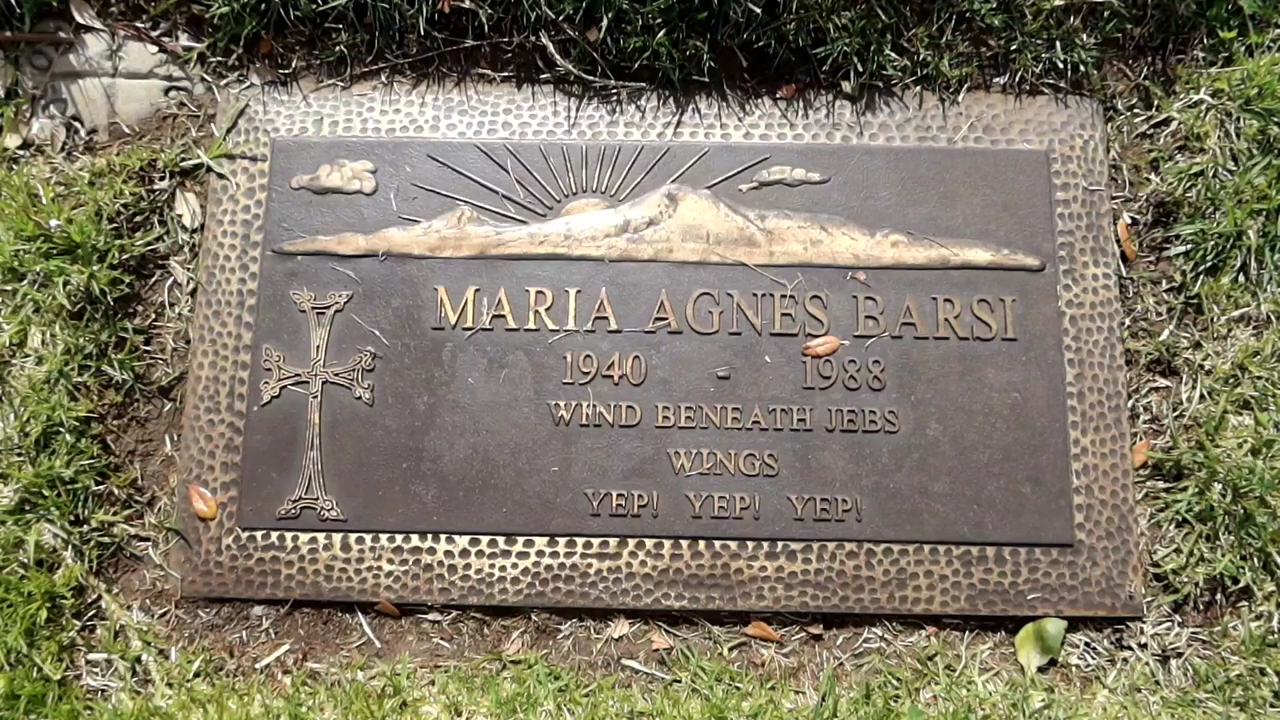 MARIA AGNES BARSI
1940 - 1988
WIND BENEATH JEBS
WINGS
YEP! YEP! YEP!